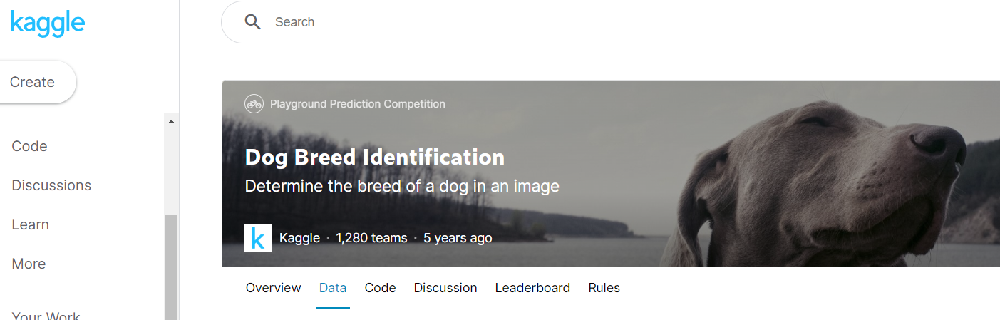 kaggle
Search
Create
Code
Discussions
Learn
More
Your Work
Playground Prediction Competition
Dog Breed Identification
Determine the breed of a dog in an image
k Kaggle · 1,280 teams · 5 years ago
Overview Data Code Discussion Leaderboard Rules